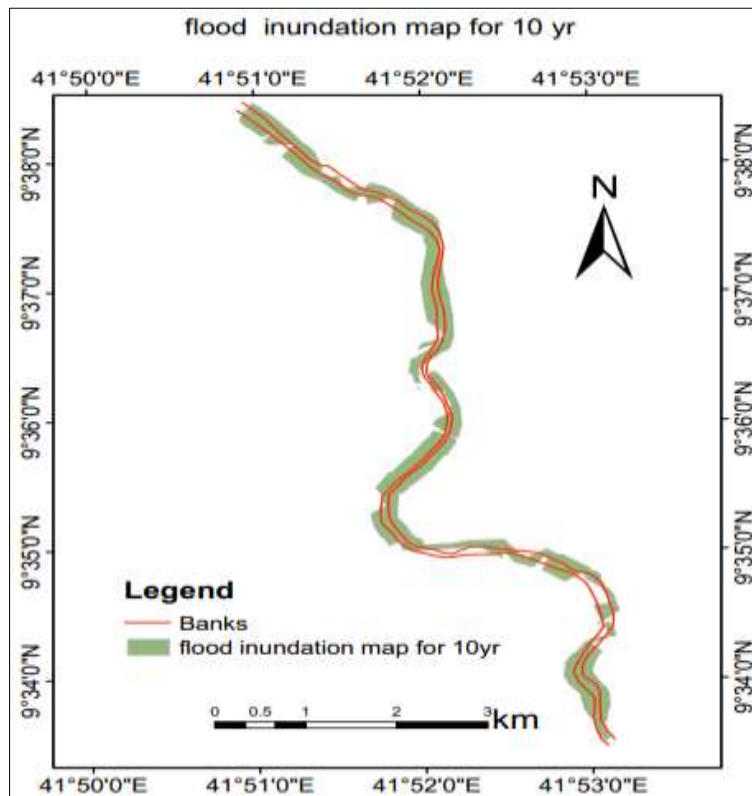 flood inundation map for 10 yr
41°50'0"E 41°51'0"E 41°52'0"E 41°53'0"E
9°38'0"N 9°38'0"N
N
9°37'0"N 9°37'0"N
9°36'0"N 9°36'0"N
9°35'0"N 9°35'0"N
Legend
Banks
flood inundation map for 10yr
9°34'0"N 9°34'0"N
0 0.5 1 2 3
km
41°50'0"E 41°51'0"E 41°52'0"E 41°53'0"E